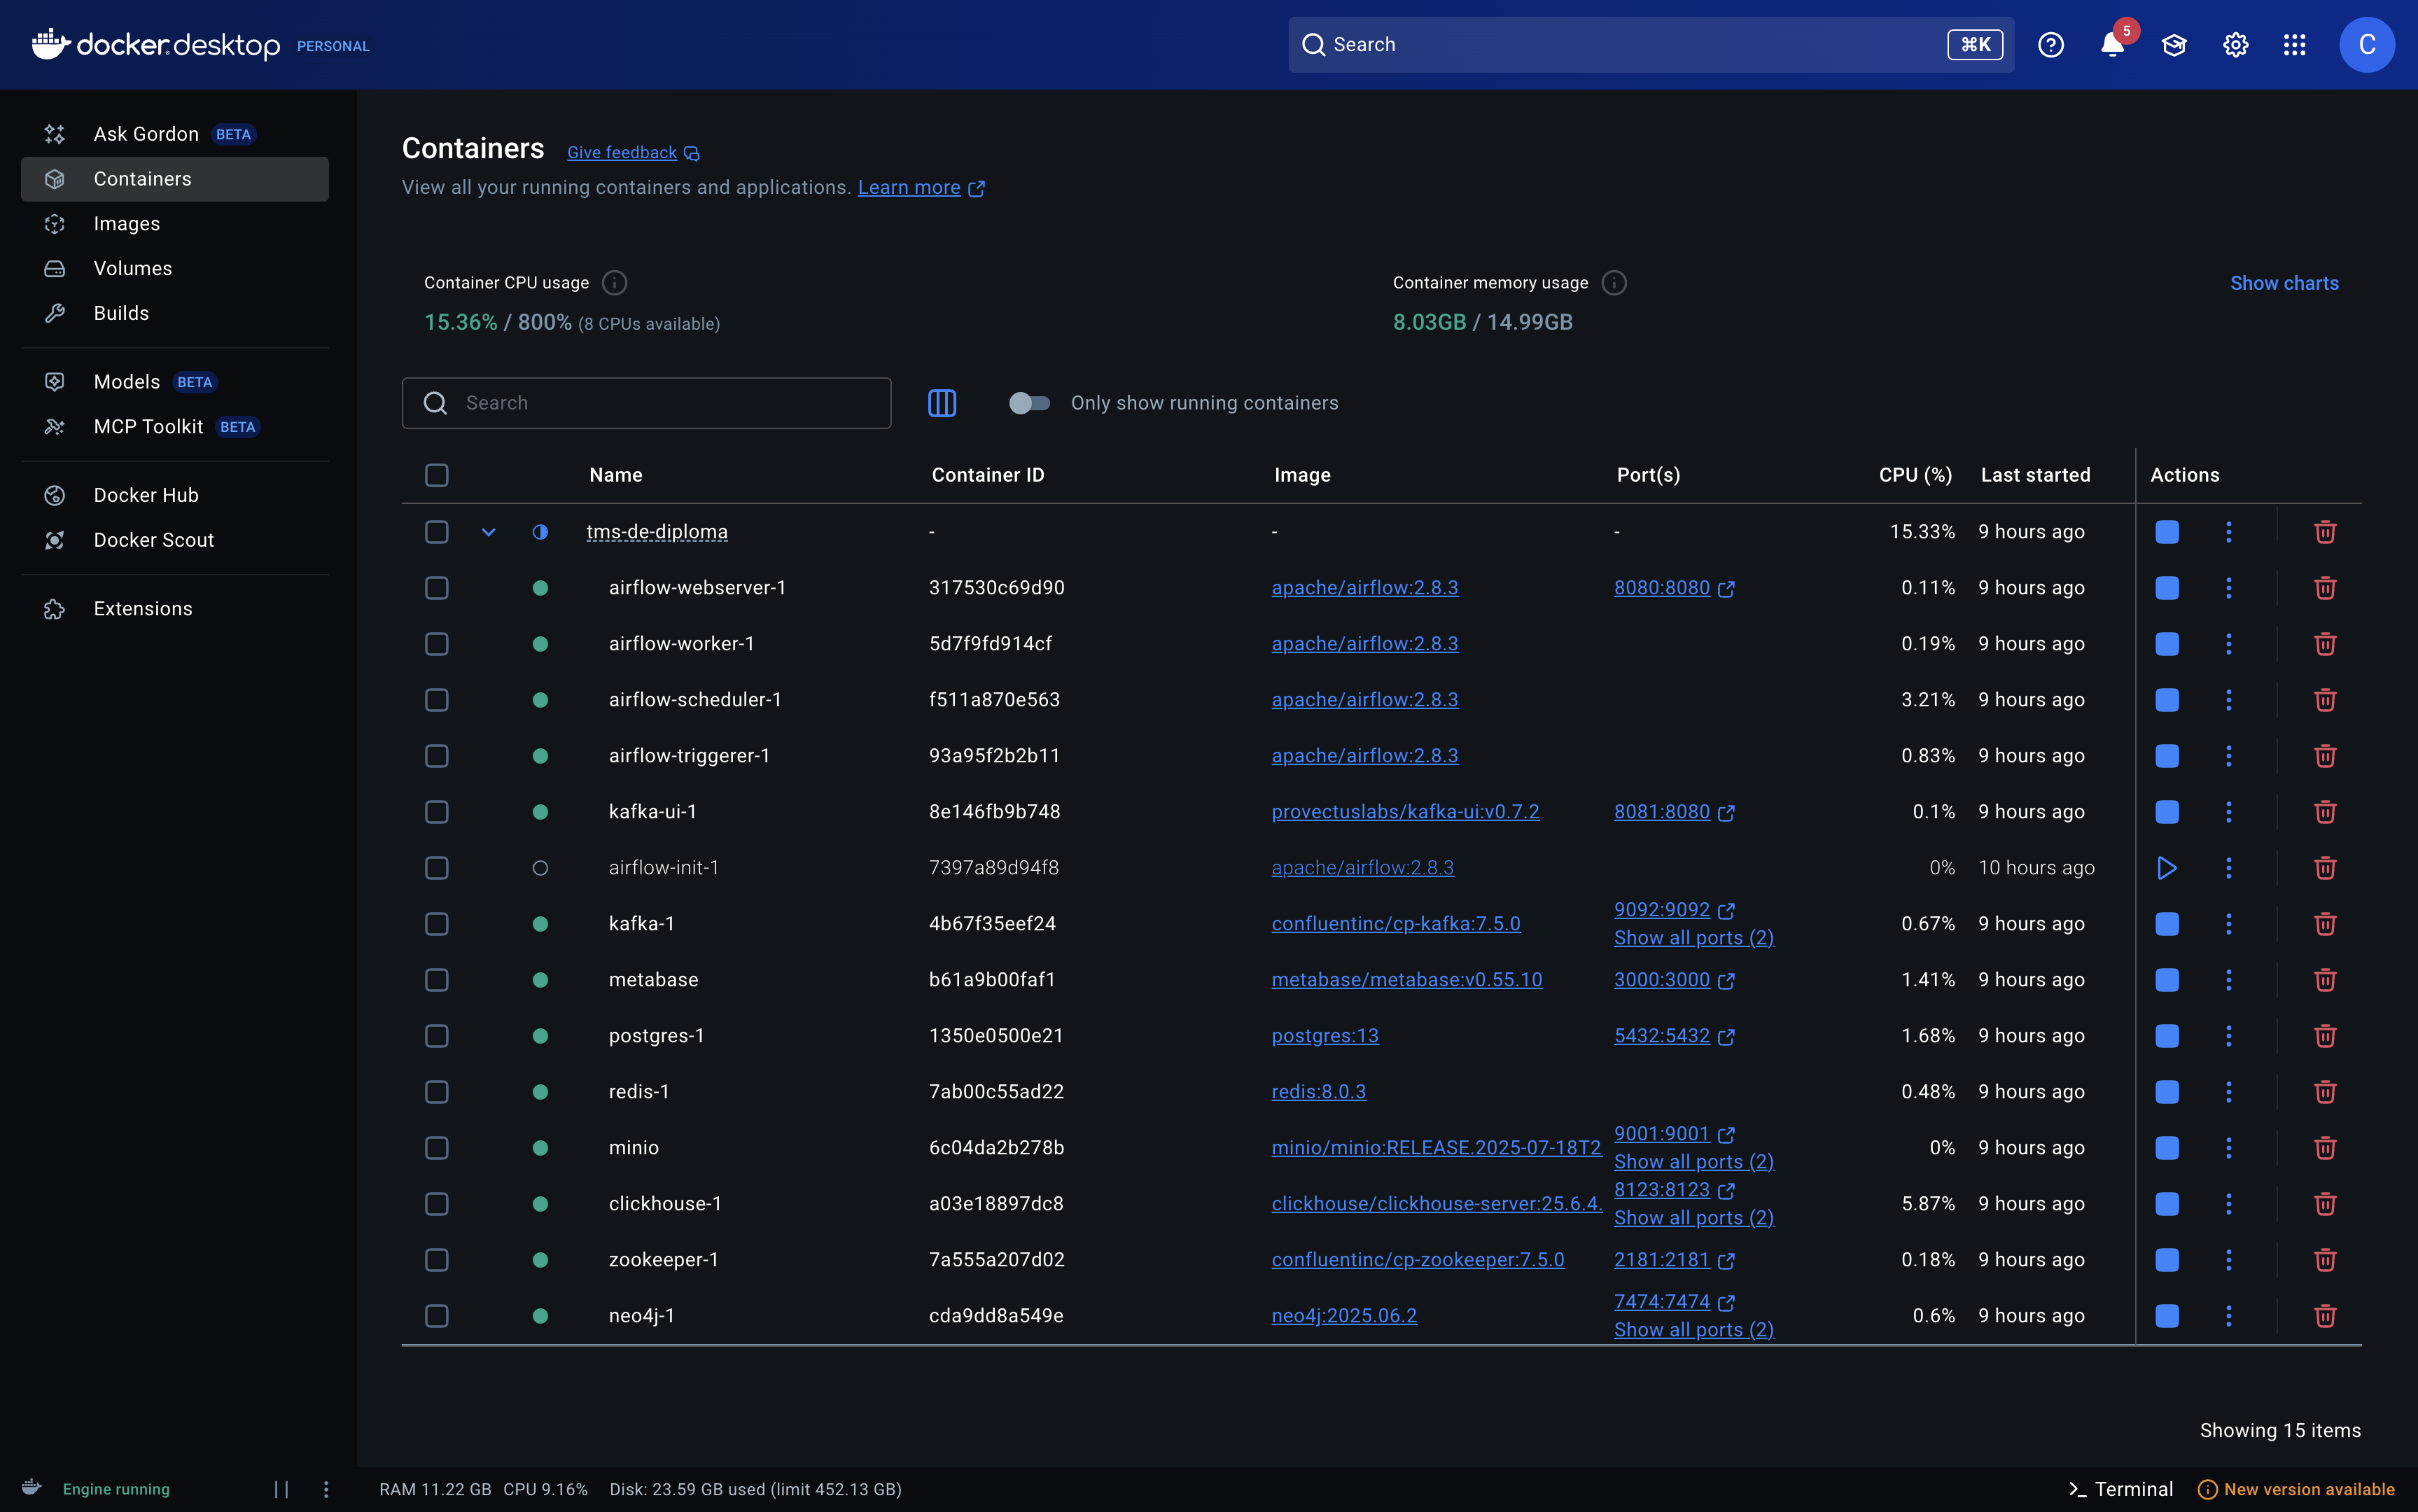 docker.desktop PERSONAL
Search
⌘K
5
C
Ask Gordon BETA
Containers
Images
Volumes
Builds
Models BETA
MCP Toolkit BETA
Docker Hub
Docker Scout
Extensions
Containers Give feedback
View all your running containers and applications. Learn more
Container CPU usage
15.36% / 800% (8 CPUs available)
Container memory usage
8.03GB / 14.99GB
Show charts
Search
Only show running containers
Name Container ID Image Port(s) CPU (%) Last started Actions
tms-de-diploma - - - 15.33% 9 hours ago
airflow-webserver-1 317530c69d90 apache/airflow:2.8.3 8080:8080 0.11% 9 hours ago
airflow-worker-1 5d7f9fd914cf apache/airflow:2.8.3 0.19% 9 hours ago
airflow-scheduler-1 f511a870e563 apache/airflow:2.8.3 3.21% 9 hours ago
airflow-triggerer-1 93a95f2b2b11 apache/airflow:2.8.3 0.83% 9 hours ago
kafka-ui-1 8e146fb9b748 provectuslabs/kafka-ui:v0.7.2 8081:8080 0.1% 9 hours ago
airflow-init-1 7397a89d94f8 apache/airflow:2.8.3 0% 10 hours ago
kafka-1 4b67f35eef24 confluentinc/cp-kafka:7.5.0 9092:9092 0.67% 9 hours ago
Show all ports (2)
metabase b61a9b00faf1 metabase/metabase:v0.55.10 3000:3000 1.41% 9 hours ago
postgres-1 1350e0500e21 postgres:13 5432:5432 1.68% 9 hours ago
redis-1 7ab00c55ad22 redis:8.0.3 0.48% 9 hours ago
minio 6c04da2b278b minio/minio:RELEASE.2025-07-18T2 9001:9001 0% 9 hours ago
Show all ports (2)
clickhouse-1 a03e18897dc8 clickhouse/clickhouse-server:25.6.4. 8123:8123 5.87% 9 hours ago
Show all ports (2)
zookeeper-1 7a555a207d02 confluentinc/cp-zookeeper:7.5.0 2181:2181 0.18% 9 hours ago
neo4j-1 cda9dd8a549e neo4j:2025.06.2 7474:7474 0.6% 9 hours ago
Show all ports (2)
Showing 15 items
Engine running
RAM 11.22 GB CPU 9.16% Disk: 23.59 GB used (limit 452.13 GB)
Terminal
New version available